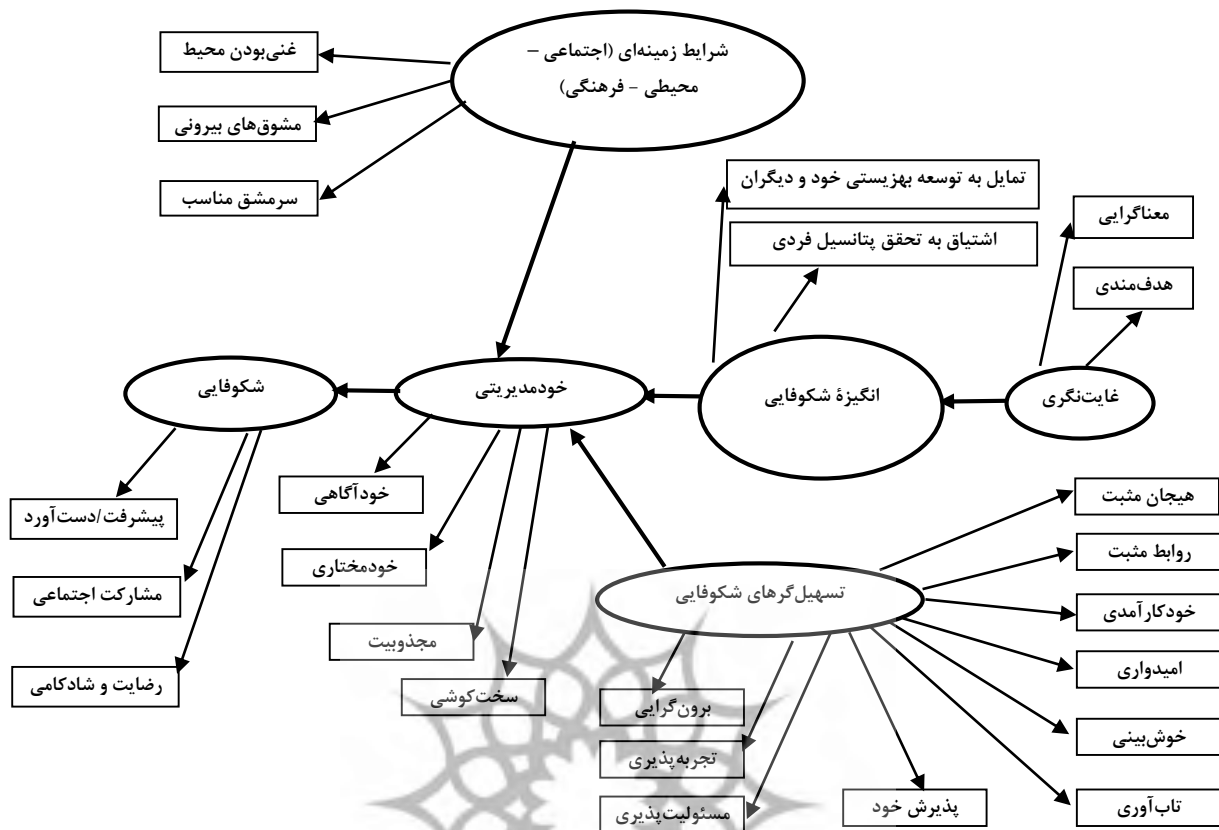 شرایط زمینه‌ای (اجتماعی –
محیطی – فرهنگی)
غنی‌بودن محیط
مشوق‌های بیرونی
سرمشق مناسب
تمایل به توسعه بهزیستی خود و دیگران
اشتیاق به تحقق پتانسیل فردی
معناگرایی
هدف‌مندی
غایت‌نگری
انگیزهٔ شکوفایی
خودمدیریتی
شکوفایی
پیشرفت/دست‌آورد
مشارکت اجتماعی
رضایت و شادکامی
خودآگاهی
خودمختاری
مجذوبیت
سخت‌کوشی
تسهیل‌گرهای شکوفایی
هیجان مثبت
روابط مثبت
خودکارآمدی
امیدواری
خوش‌بینی
تاب‌آوری
پذیرش خود
برون‌گرایی
تجربه‌پذیری
مسئولیت‌پذیری